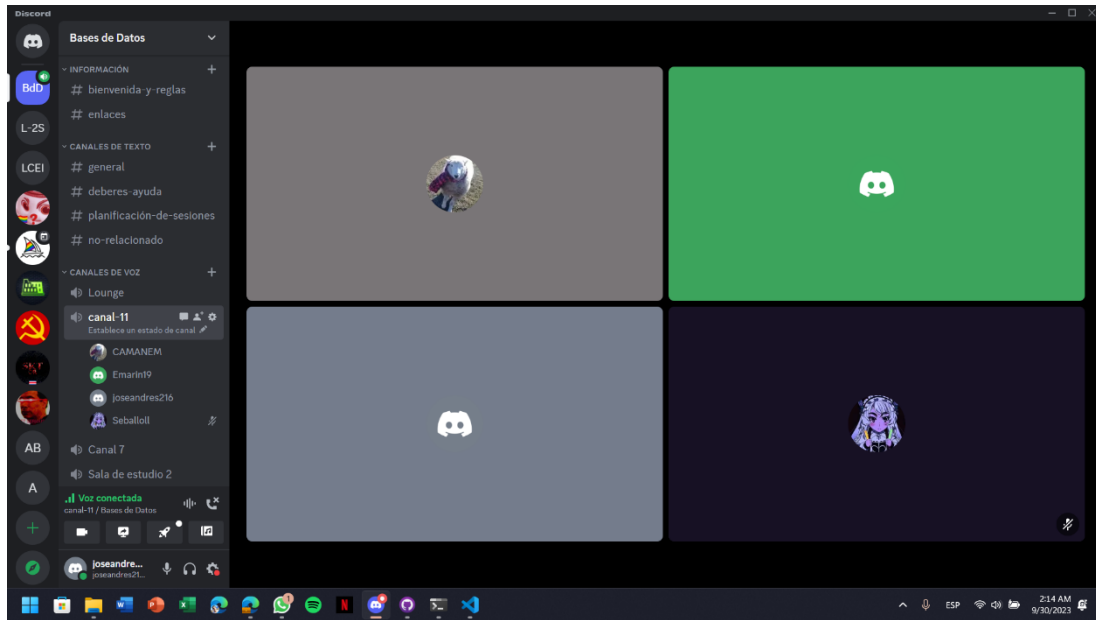 Discord
Bases de Datos
BdD
L-2S
LCEI
AB
A
INFORMACIÓN
bienvenida-y-reglas
enlaces
CANALES DE TEXTO
general
deberes-ayuda
planificación-de-sesiones
no-relacionado
CANALES DE VOZ
Lounge
canal-11
Establece un estado de canal
CAMANEM
Emarin19
joseandres216
Seballoll
Canal 7
Sala de estudio 2
Voz conectada
canal-11 / Bases de Datos
joseandre...
joseandres21...
ESP
2:14 AM
9/30/2023